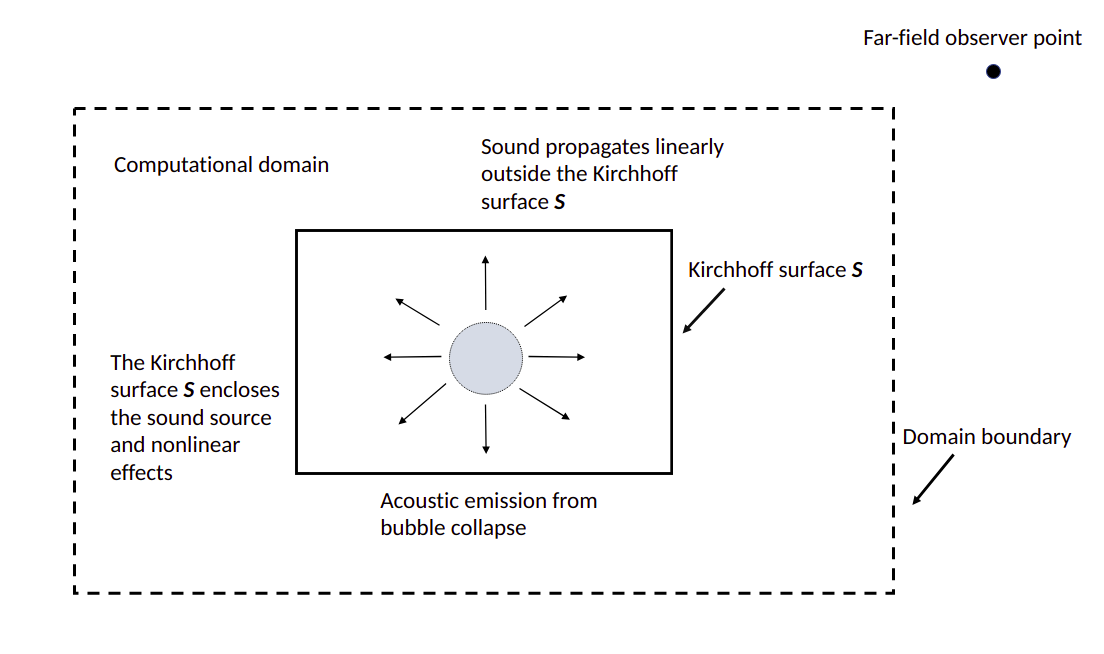 Far-field observer point
Computational domain
Sound propagates linearly
outside the Kirchhoff
surface S
Kirchhoff surface S
The Kirchhoff
surface S encloses
the sound source
and nonlinear
effects
Domain boundary
Acoustic emission from
bubble collapse